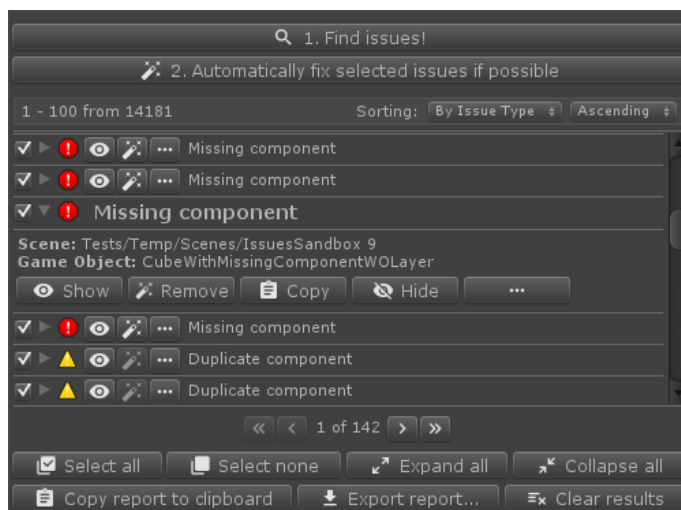 1. Find issues!
2. Automatically fix selected issues if possible
1 - 100 from 14181 Sorting: By Issue Type Ascending
Missing component
Missing component
Missing component
Scene: Tests/Temp/Scenes/IssuesSandbox 9
Game Object: CubeWithMissingComponentWOLayer
Show Remove Copy Hide ...
Missing component
Duplicate component
Duplicate component
« < 1 of 142 > »
Select all Select none Expand all Collapse all
Copy report to clipboard Export report... Clear results